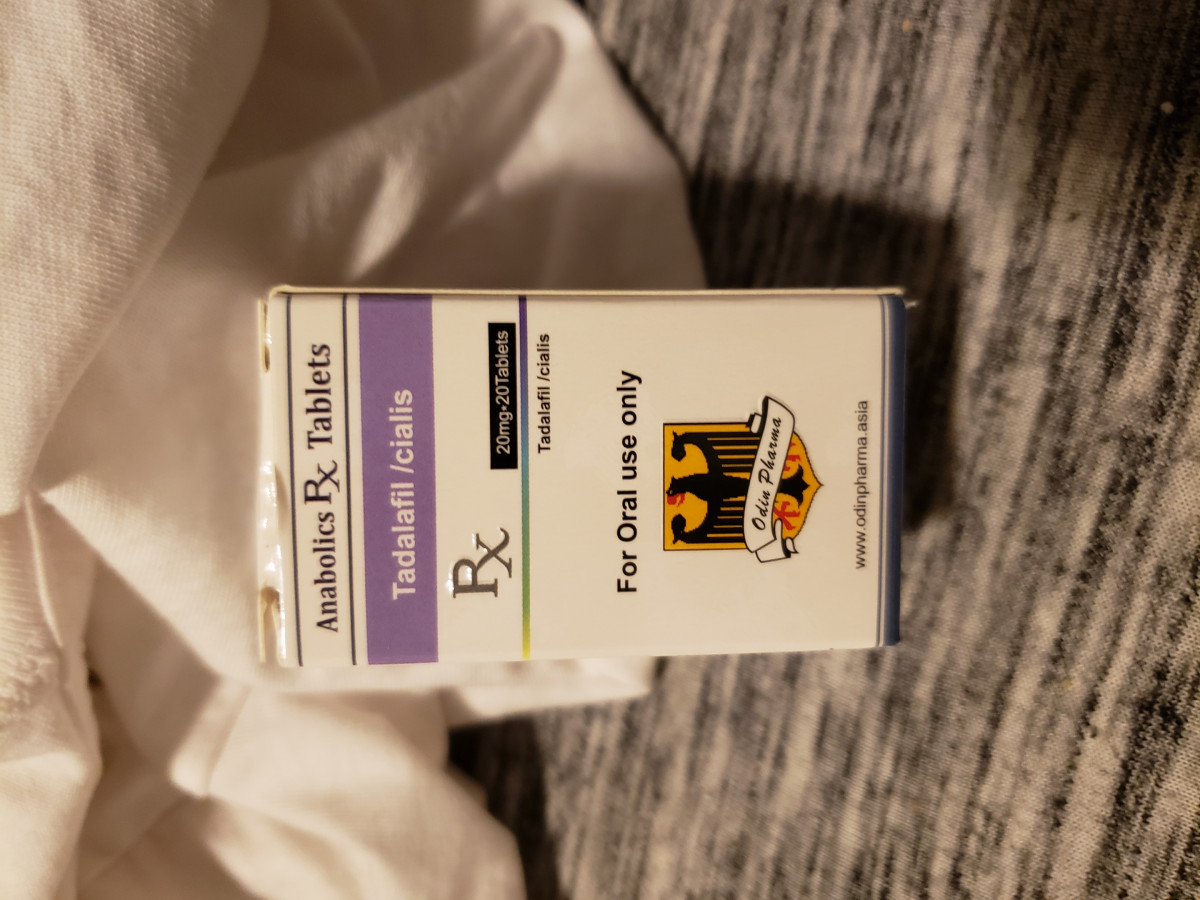 Anabolics Rx Tablets
Tadalafil /cialis
Rx
20mg•20Tablets
Tadalafil /cialis
For Oral use only
Odin Pharma
www.odinpharma.asia